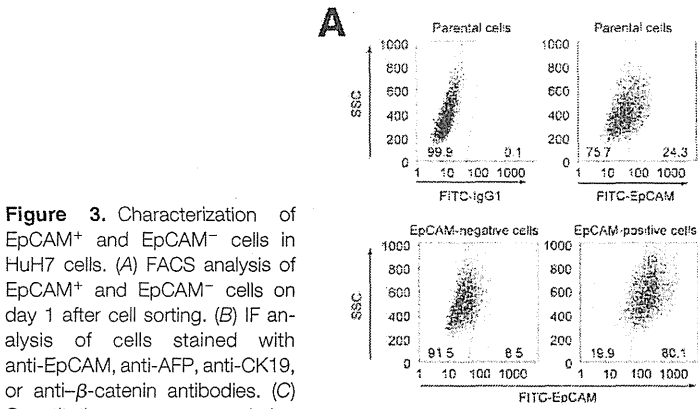 A
Parental cells
Parental cells
1000
800
600
400
200
0
SSC
99.9 0.1
1 10 100 1000
FITC-IgG1
1000
800
600
400
200
0
75.7 24.3
1 10 100 1000
FITC-EpCAM
EpCAM-negative cells
EpCAM-positive cells
1000
800
600
400
200
0
SSC
91.5 8.5
1 10 100 1000
1000
800
600
400
200
0
19.9 80.1
1 10 100 1000
FITC-EpCAM
Figure 3. Characterization of
EpCAM+ and EpCAM− cells in
HuH7 cells. (A) FACS analysis of
EpCAM+ and EpCAM− cells on
day 1 after cell sorting. (B) IF an-
alysis of cells stained with
anti-EpCAM, anti-AFP, anti-CK19,
or anti–β-catenin antibodies. (C)